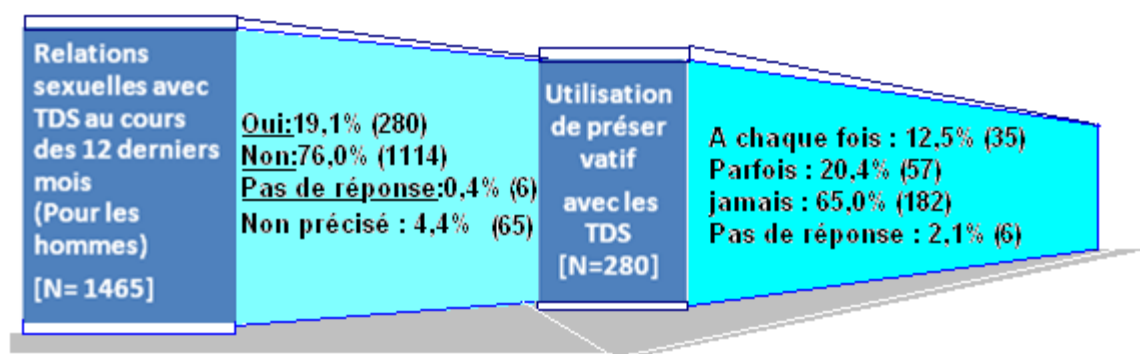 Relations
sexuelles avec
TDS au cours
des 12 derniers
mois
(Pour les
hommes)
[N= 1465]
Oui:19,1% (280)
Non:76,0% (1114)
Pas de réponse:0,4% (6)
Non précisé : 4,4% (65)
Utilisation
de préser
vatif
avec les
TDS
[N=280]
A chaque fois : 12,5% (35)
Parfois : 20,4% (57)
jamais : 65,0% (182)
Pas de réponse : 2,1% (6)